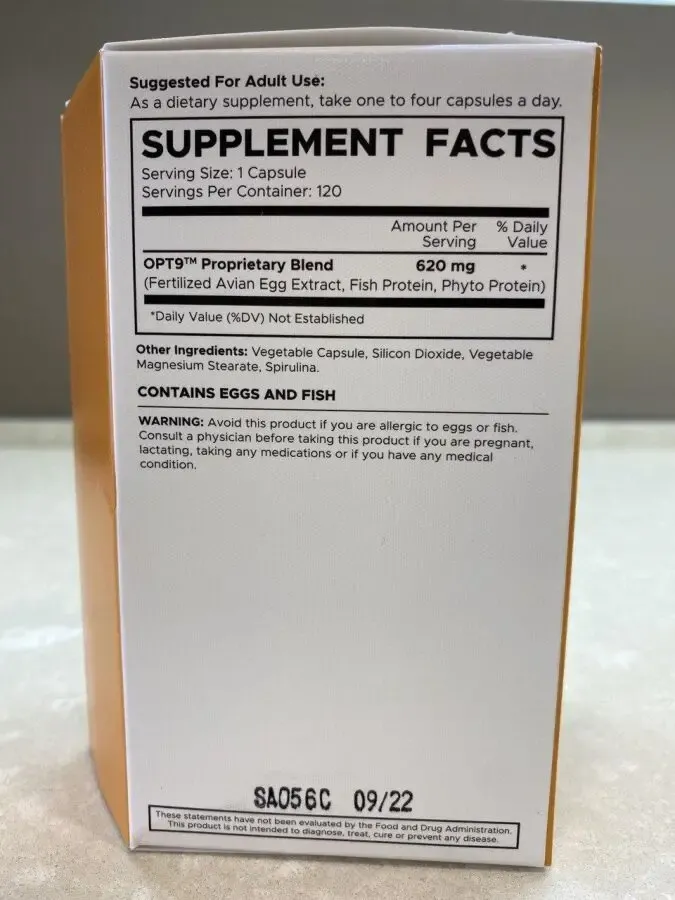 Suggested For Adult Use:
As a dietary supplement, take one to four capsules a day.
SUPPLEMENT FACTS
Serving Size: 1 Capsule
Servings Per Container: 120
Amount Per % Daily
Serving Value
OPT9™ Proprietary Blend 620 mg *
(Fertilized Avian Egg Extract, Fish Protein, Phyto Protein)
*Daily Value (%DV) Not Established
Other Ingredients: Vegetable Capsule, Silicon Dioxide, Vegetable
Magnesium Stearate, Spirulina.
CONTAINS EGGS AND FISH
WARNING: Avoid this product if you are allergic to eggs or fish.
Consult a physician before taking this product if you are pregnant,
lactating, taking any medications or if you have any medical
condition.
SA056C 09/22
These statements have not been evaluated by the Food and Drug Administration.
This product is not intended to diagnose, treat, cure or prevent any disease.